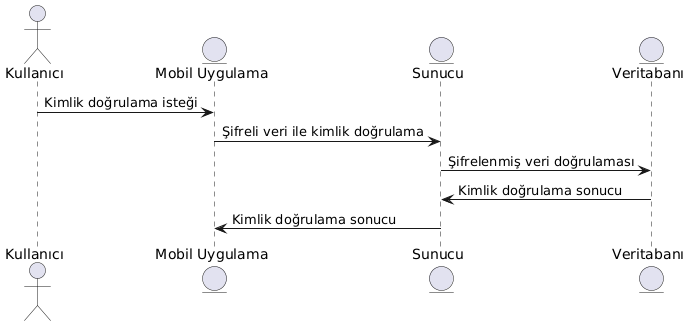 Kullanıcı
Mobil Uygulama
Sunucu
Veritabanı
Kimlik doğrulama isteği
Şifreli veri ile kimlik doğrulama
Şifrelenmiş veri doğrulaması
Kimlik doğrulama sonucu
Kimlik doğrulama sonucu
Kullanıcı
Mobil Uygulama
Sunucu
Veritabanı